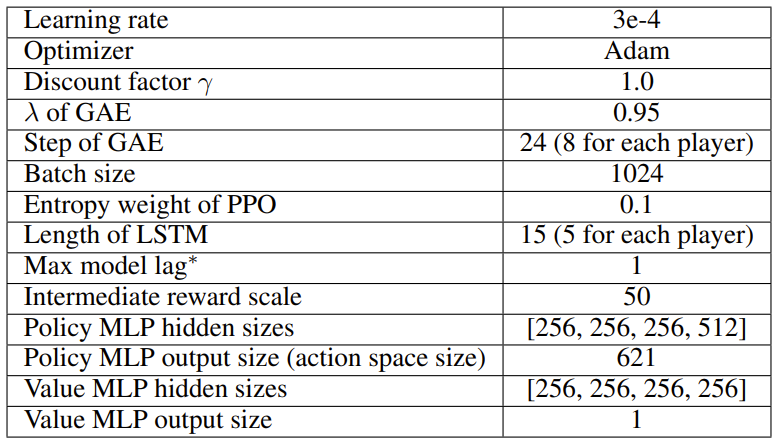 Learning rate 3e-4
Optimizer Adam
Discount factor γ 1.0
λ of GAE 0.95
Step of GAE 24 (8 for each player)
Batch size 1024
Entropy weight of PPO 0.1
Length of LSTM 15 (5 for each player)
Max model lag* 1
Intermediate reward scale 50
Policy MLP hidden sizes [256, 256, 256, 512]
Policy MLP output size (action space size) 621
Value MLP hidden sizes [256, 256, 256, 256]
Value MLP output size 1